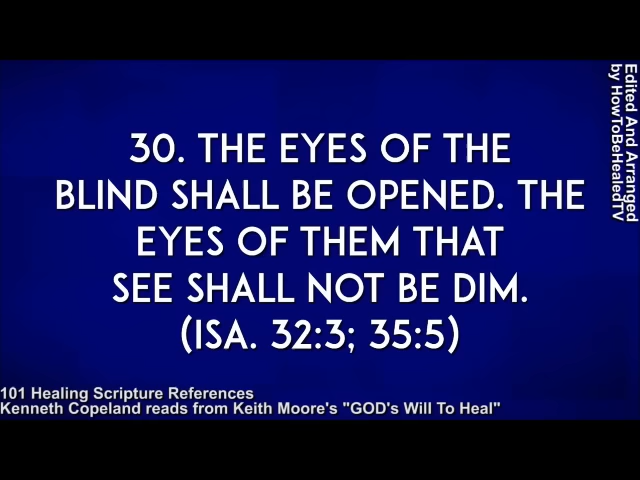 30. THE EYES OF THE
BLIND SHALL BE OPENED. THE
EYES OF THEM THAT
SEE SHALL NOT BE DIM.
(ISA. 32:3; 35:5)
101 Healing Scripture References
Kenneth Copeland reads from Keith Moore's "GOD's Will To Heal"
Edited And Arranged
by HowToBeHealedTV